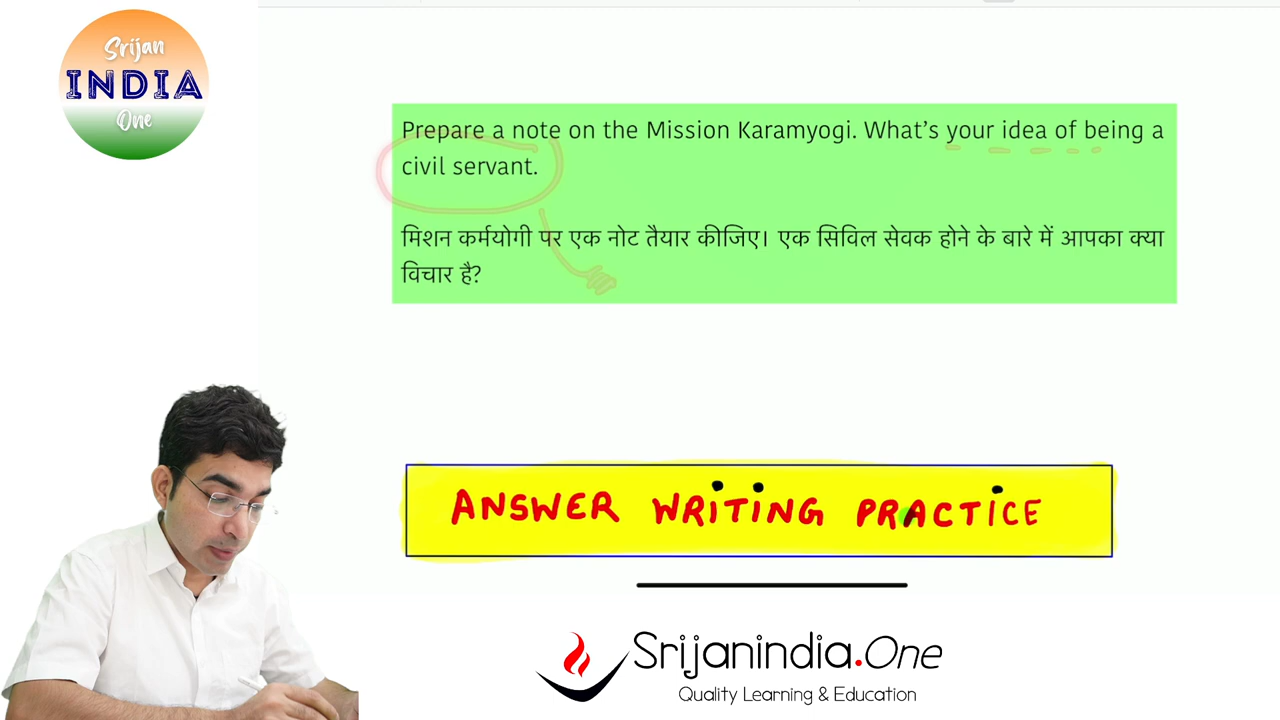 Srijan
INDIA
One
Prepare a note on the Mission Karamyogi. What's your idea of being a
civil servant.
मिशन कर्मयोगी पर एक नोट तैयार कीजिए। एक सिविल सेवक होने के बारे में आपका क्या
विचार है?
ANSWER WRiTiNG PRACTiCE
Srijanindia.One
Quality Learning & Education